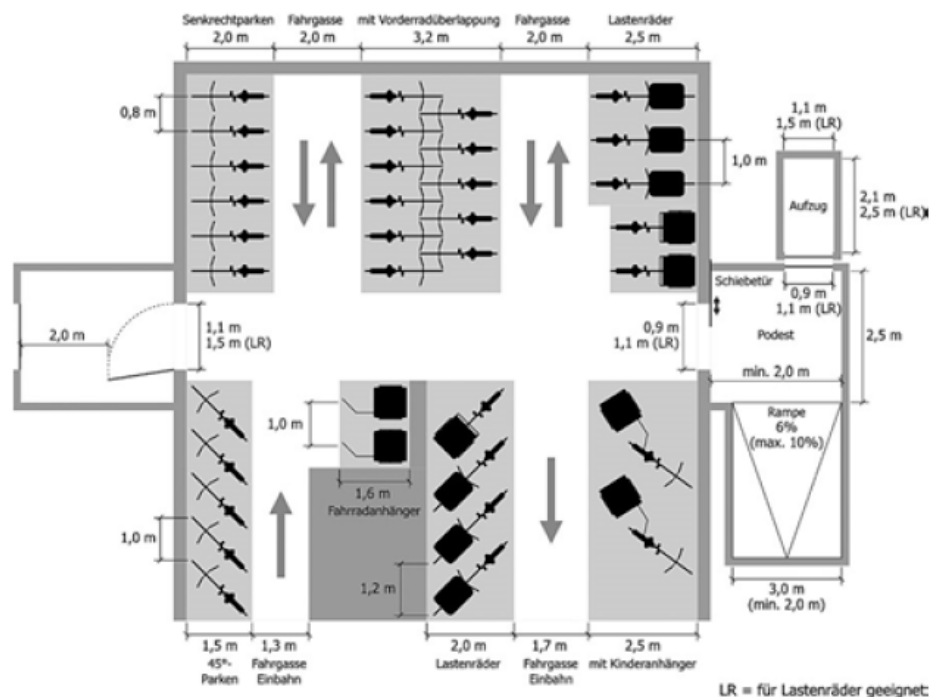 Senkrechtparken
2,0 m
Fahrgasse
2,0 m
mit Vorderradüberlappung
3,2 m
Fahrgasse
2,0 m
Lastenräder
2,5 m
0,8 m
1,0 m
1,1 m
1,5 m (LR)
Aufzug
2,1 m
2,5 m (LR)
Schiebetür
0,9 m
1,1 m (LR)
2,0 m
1,1 m
1,5 m (LR)
0,9 m
1,1 m (LR)
Podest
2,5 m
min. 2,0 m
1,0 m
Rampe
6%
(max. 10%)
1,6 m
Fahrradanhänger
1,0 m
1,2 m
3,0 m
(min. 2,0 m)
1,5 m
45°-
Parken
1,3 m
Fahrgasse
Einbahn
2,0 m
Lastenräder
1,7 m
Fahrgasse
Einbahn
2,5 m
mit Kinderanhänger
LR = für Lastenräder geeignet